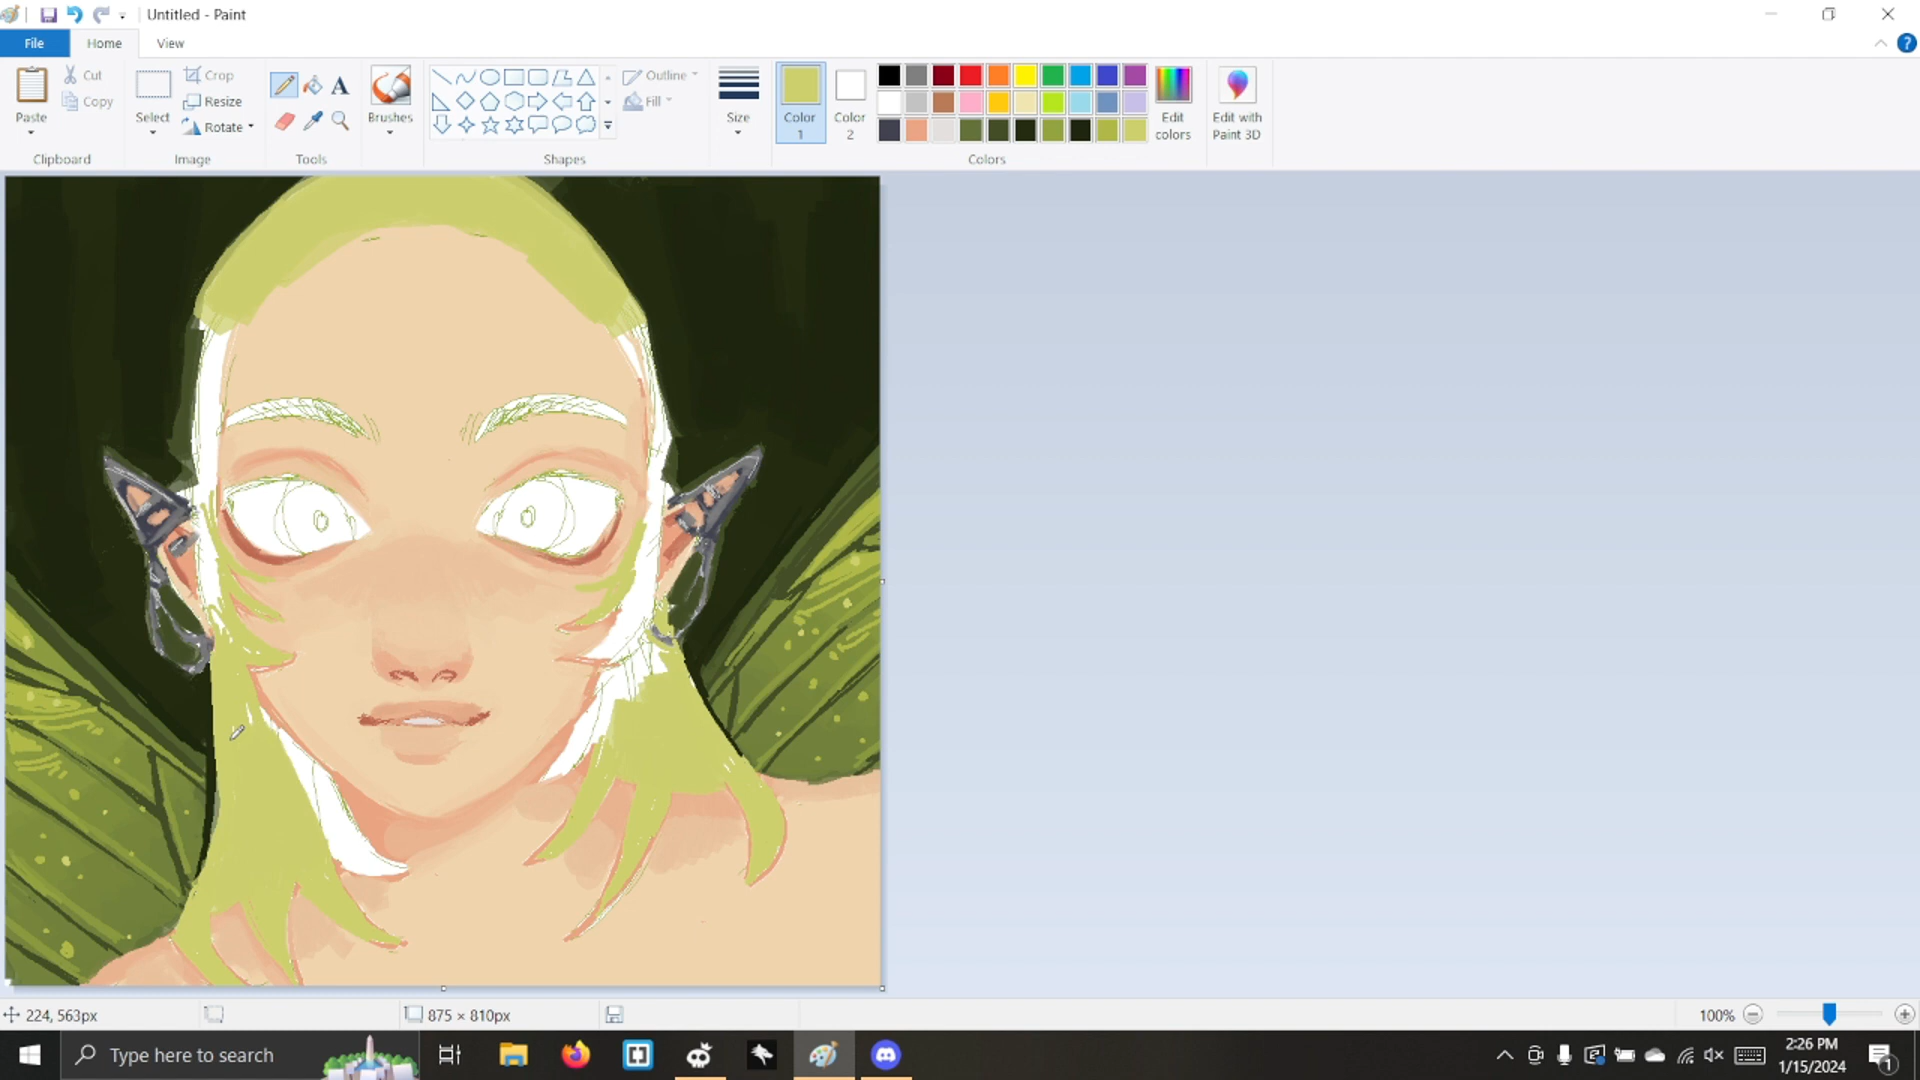 Untitled - Paint
File Home View
Paste
Cut
Copy
Clipboard
Select
Crop
Resize
Rotate
Image
A
Tools
Brushes
Shapes
Outline
Fill
Size
Color 1
Color 2
Colors
Edit colors
Edit with Paint 3D
?
224, 563px
875 × 810px
100%
Type here to search
2:26 PM
1/15/2024
1